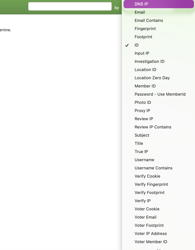 DNS IP
by
Email
Email Contains
Fingerprint
Footprint
✓ ID
Input IP
Investigation ID
Location ID
Location Zero Day
Member ID
Password - Use MemberId
Photo ID
Proxy IP
Review IP
Review IP Contains
Subject
Title
True IP
Username
Username Contains
Verify Cookie
Verify Fingerprint
Verify Footprint
Verify IP
Voter Cookie
Voter Email
Voter Footprint
Voter IP Address
Voter Member ID